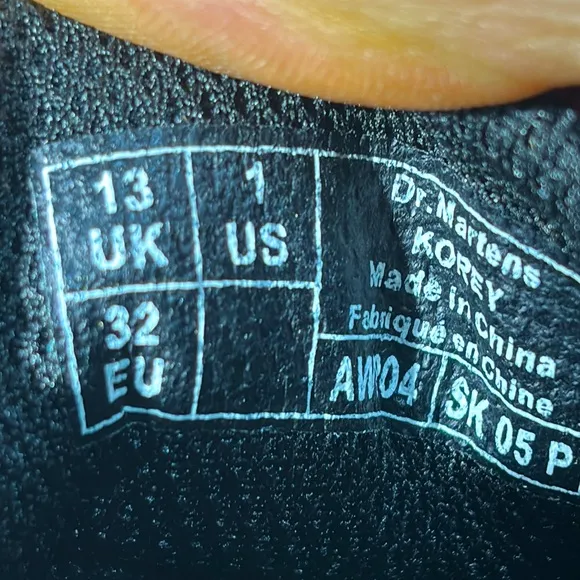 13
UK
1
US
32
EU
Dr.Martens
KOREY
Made in China
Fabriqué en Chine
AW04
SK 05 P